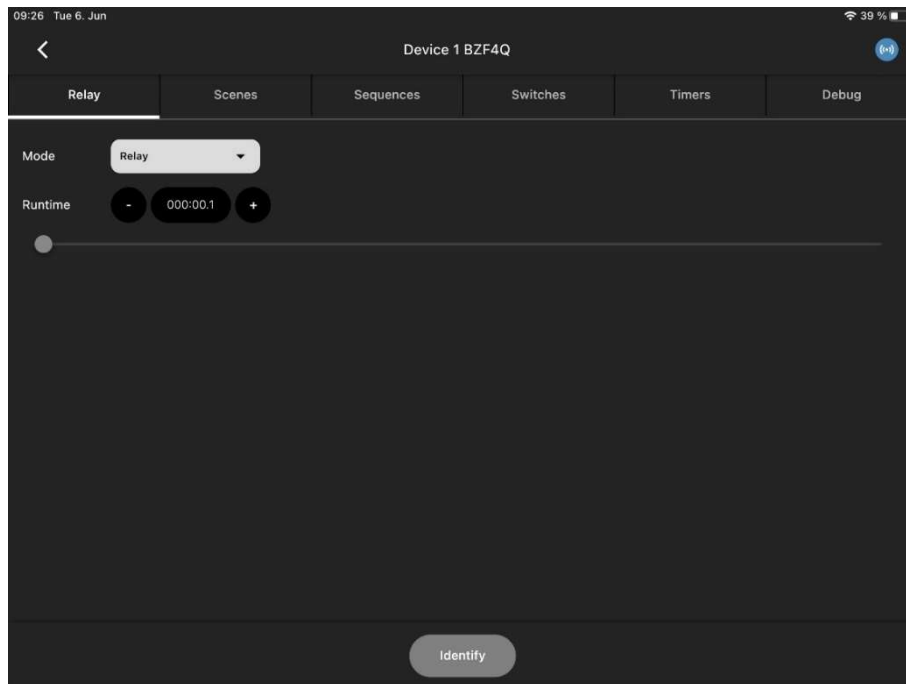 09:26 Tue 6. Jun 39 %
Device 1 BZF4Q
Relay Scenes Sequences Switches Timers Debug
Mode Relay
Runtime - 000:00.1 +
Identify